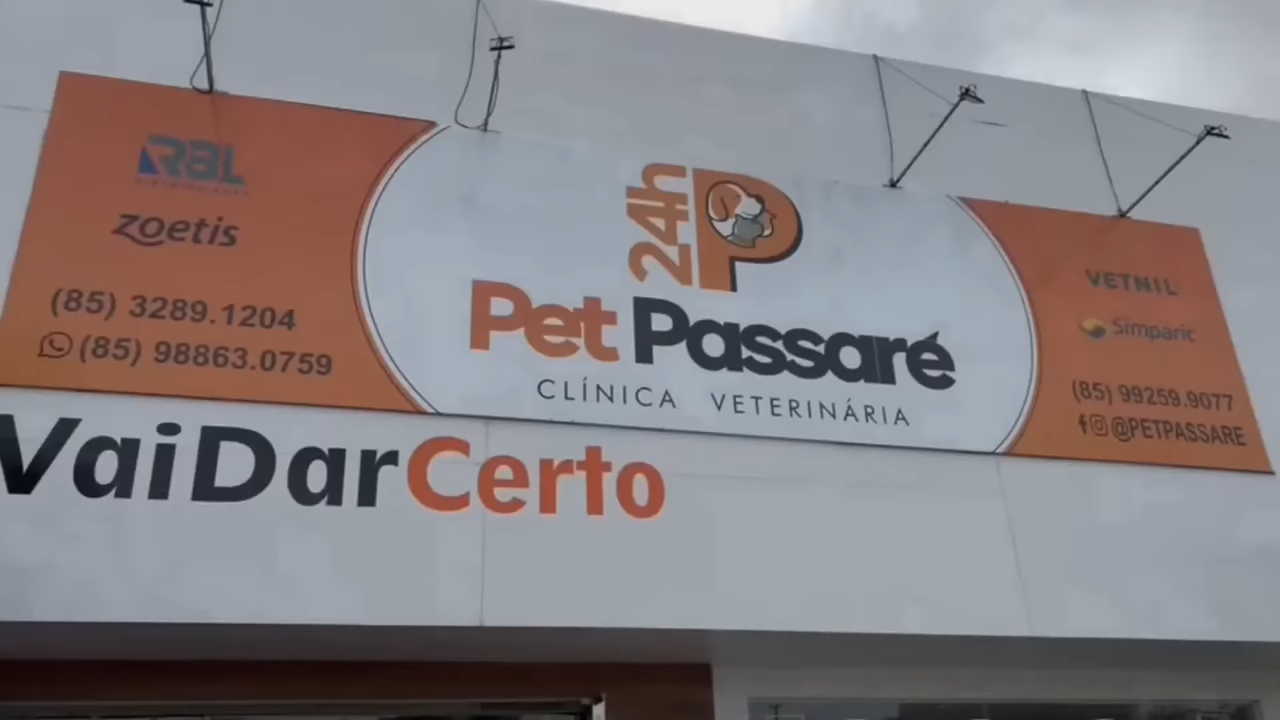 RBL
zoetis
(85) 3289.1204
(85) 98863.0759
24h
Pet Passaré
CLÍNICA VETERINÁRIA
VETNIL
Simparic
(85) 99259.9077
@PETPASSARE
VaiDarCerto